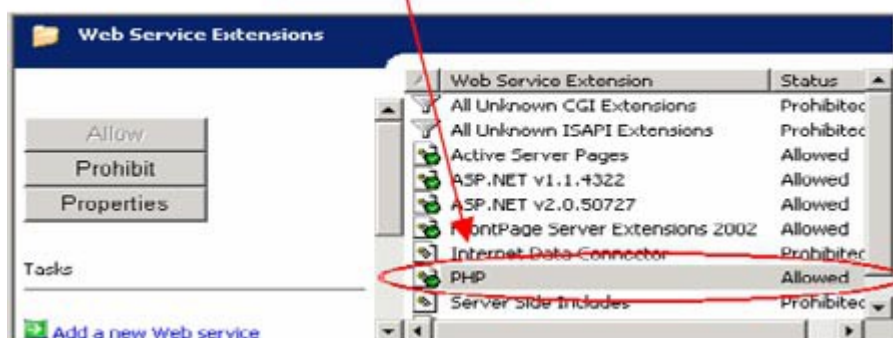 Web Service Extensions
Web Service Extension Status
All Unknown CGI Extensions Prohibited
All Unknown ISAPI Extensions Prohibited
Allow
Active Server Pages Allowed
Prohibit
ASP.NET v1.1.4322 Allowed
Properties
ASP.NET v2.0.50727 Allowed
FrontPage Server Extensions 2002 Allowed
Internet Data Connector Prohibited
Tasks
PHP Allowed
Server Side Includes Prohibited
Add a new Web service